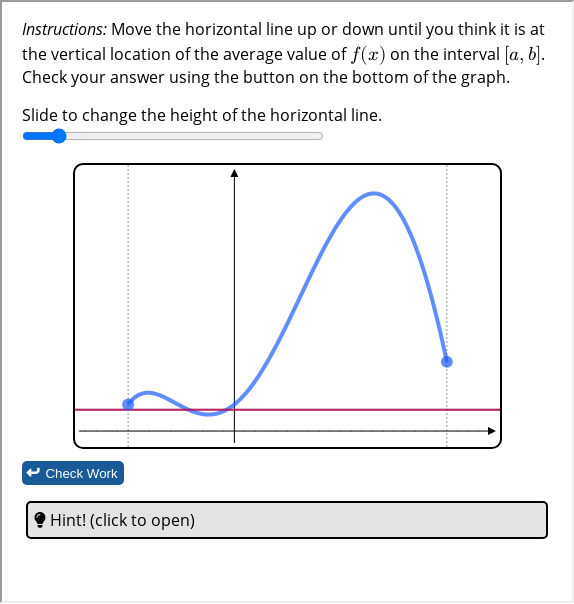 Instructions: Move the horizontal line up or down until you think it is at
the vertical location of the average value of f(x) on the interval [a, b].
Check your answer using the button on the bottom of the graph.
Slide to change the height of the horizontal line.
Check Work
Hint! (click to open)